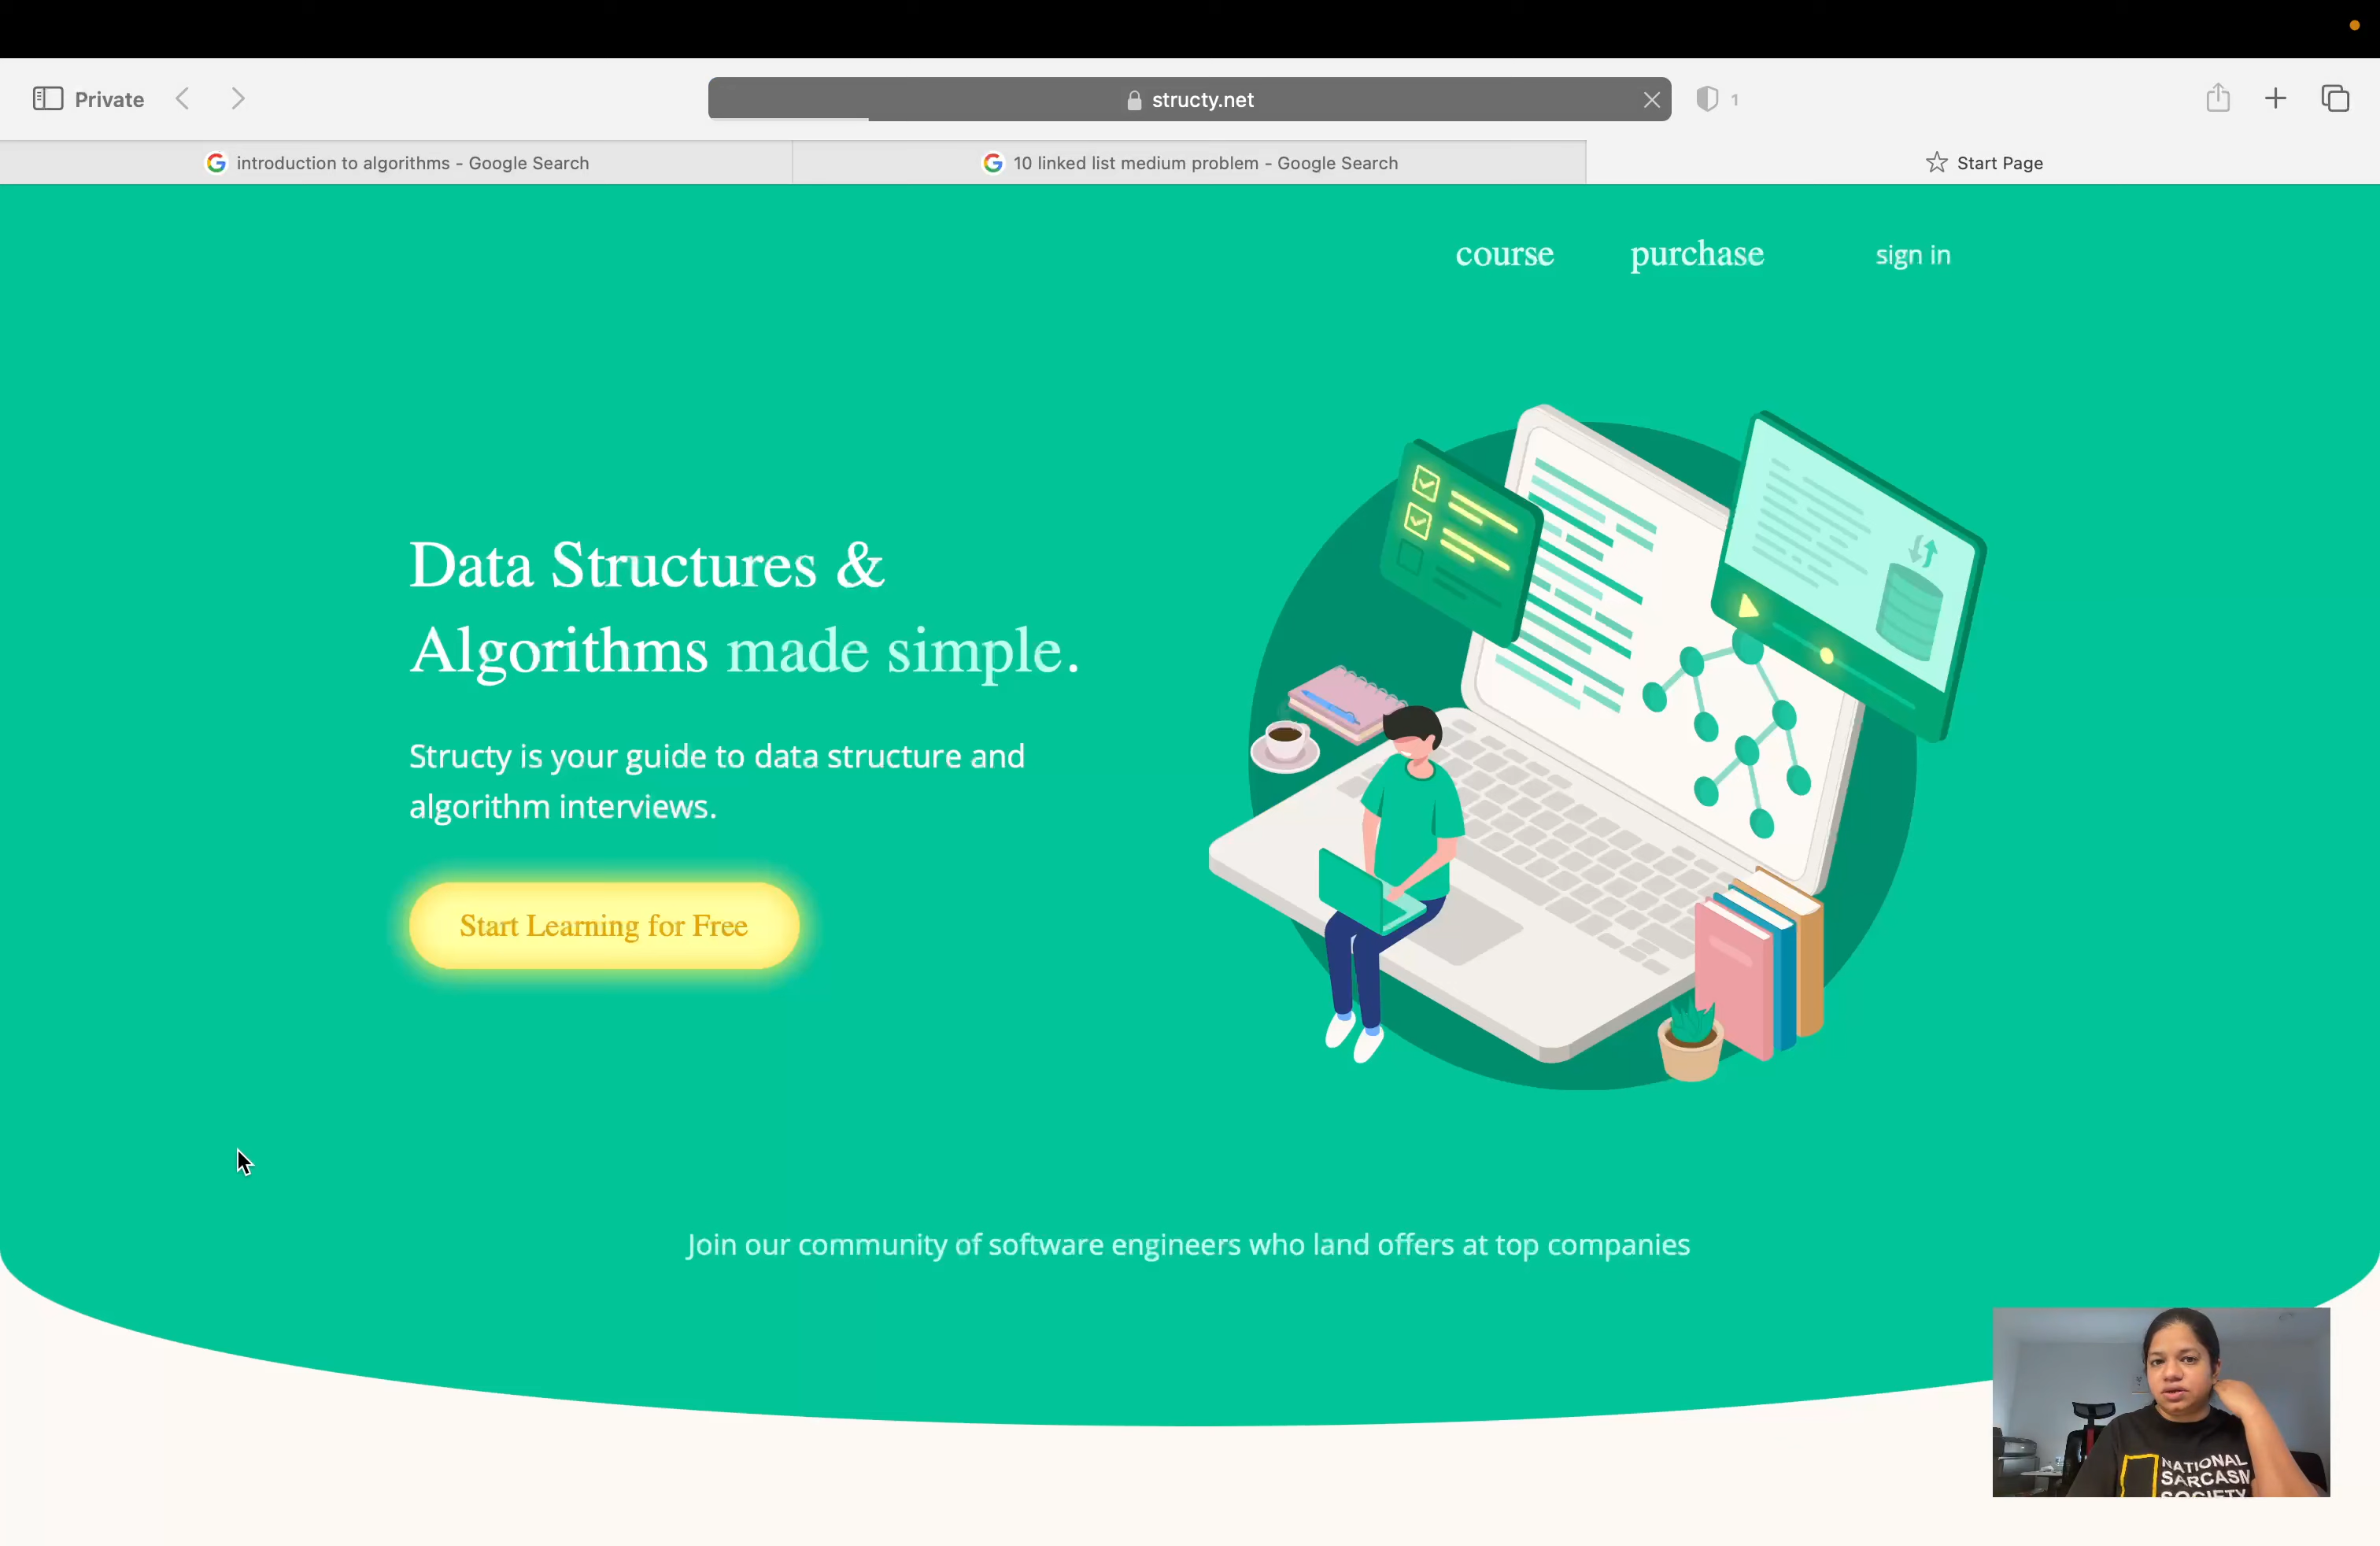 Private
structy.net
1
introduction to algorithms - Google Search
10 linked list medium problem - Google Search
Start Page
course
purchase
sign in
Data Structures &
Algorithms made simple.
Structy is your guide to data structure and
algorithm interviews.
Start Learning for Free
Join our community of software engineers who land offers at top companies
NATIONAL
SARCASM
SOCIETY